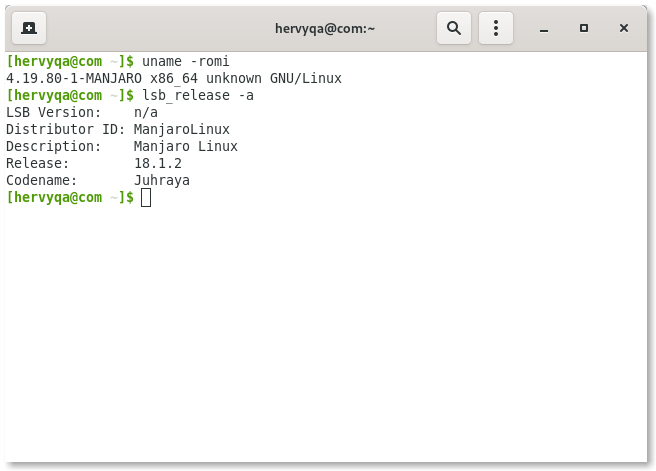 hervyqa@com:~
[hervyqa@com ~]$ uname -romi
4.19.80-1-MANJARO x86_64 unknown GNU/Linux
[hervyqa@com ~]$ lsb_release -a
LSB Version:    n/a
Distributor ID: ManjaroLinux
Description:    Manjaro Linux
Release:        18.1.2
Codename:       Juhraya
[hervyqa@com ~]$